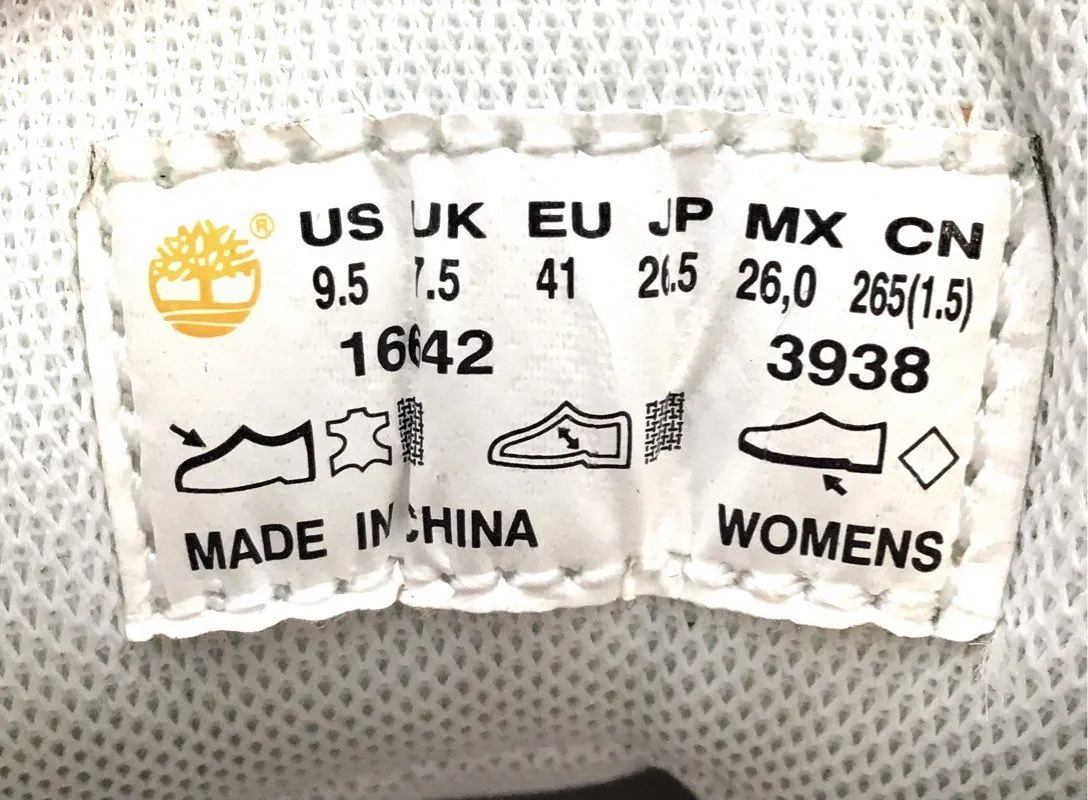 ® US UK EU JP MX CN
9.5 7.5 41 26.5 26,0 265(1.5)
16642 3938
MADE IN CHINA WOMENS